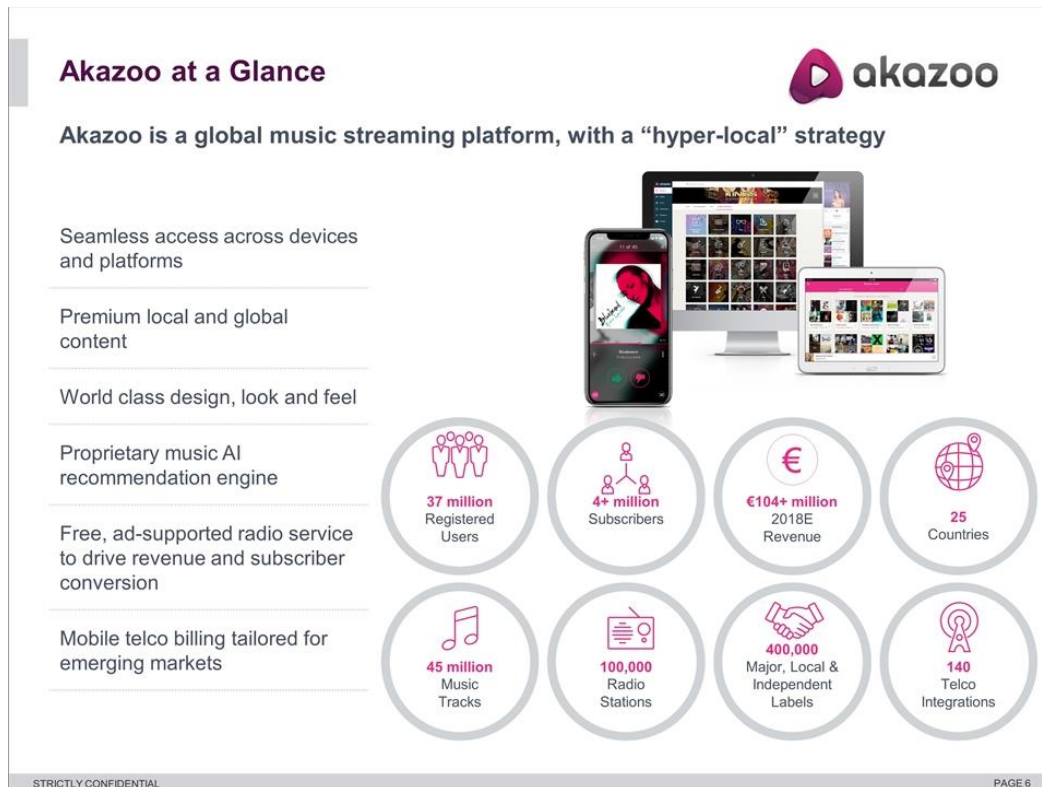 Akazoo at a Glance
akazoo
Akazoo is a global music streaming platform, with a “hyper-local” strategy
Seamless access across devices
and platforms
Premium local and global
content
World class design, look and feel
Proprietary music AI
recommendation engine
Free, ad-supported radio service
to drive revenue and subscriber
conversion
Mobile telco billing tailored for
emerging markets
11 of 45
37 million
Registered
Users
4+ million
Subscribers
€
€104+ million
2018E
Revenue
25
Countries
45 million
Music
Tracks
100,000
Radio
Stations
400,000
Major, Local &
Independent
Labels
140
Telco
Integrations
STRICTLY CONFIDENTIAL
PAGE 6